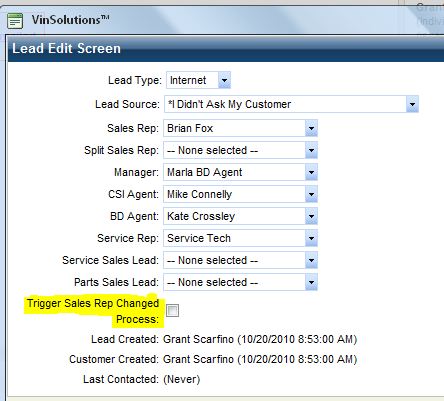 Grant
VinSolutions™
Lead Edit Screen
Lead Type: Internet
Lead Source: *I Didn't Ask My Customer
Sales Rep: Brian Fox
Split Sales Rep: -- None selected --
Manager: Marla BD Agent
CSI Agent: Mike Connelly
BD Agent: Kate Crossley
Service Rep: Service Tech
Service Sales Lead: -- None selected --
Parts Sales Lead: -- None selected --
Trigger Sales Rep Changed
Process:
Lead Created: Grant Scarfino (10/20/2010 8:53:00 AM)
Customer Created: Grant Scarfino (10/20/2010 8:53:00 AM)
Last Contacted: (Never)